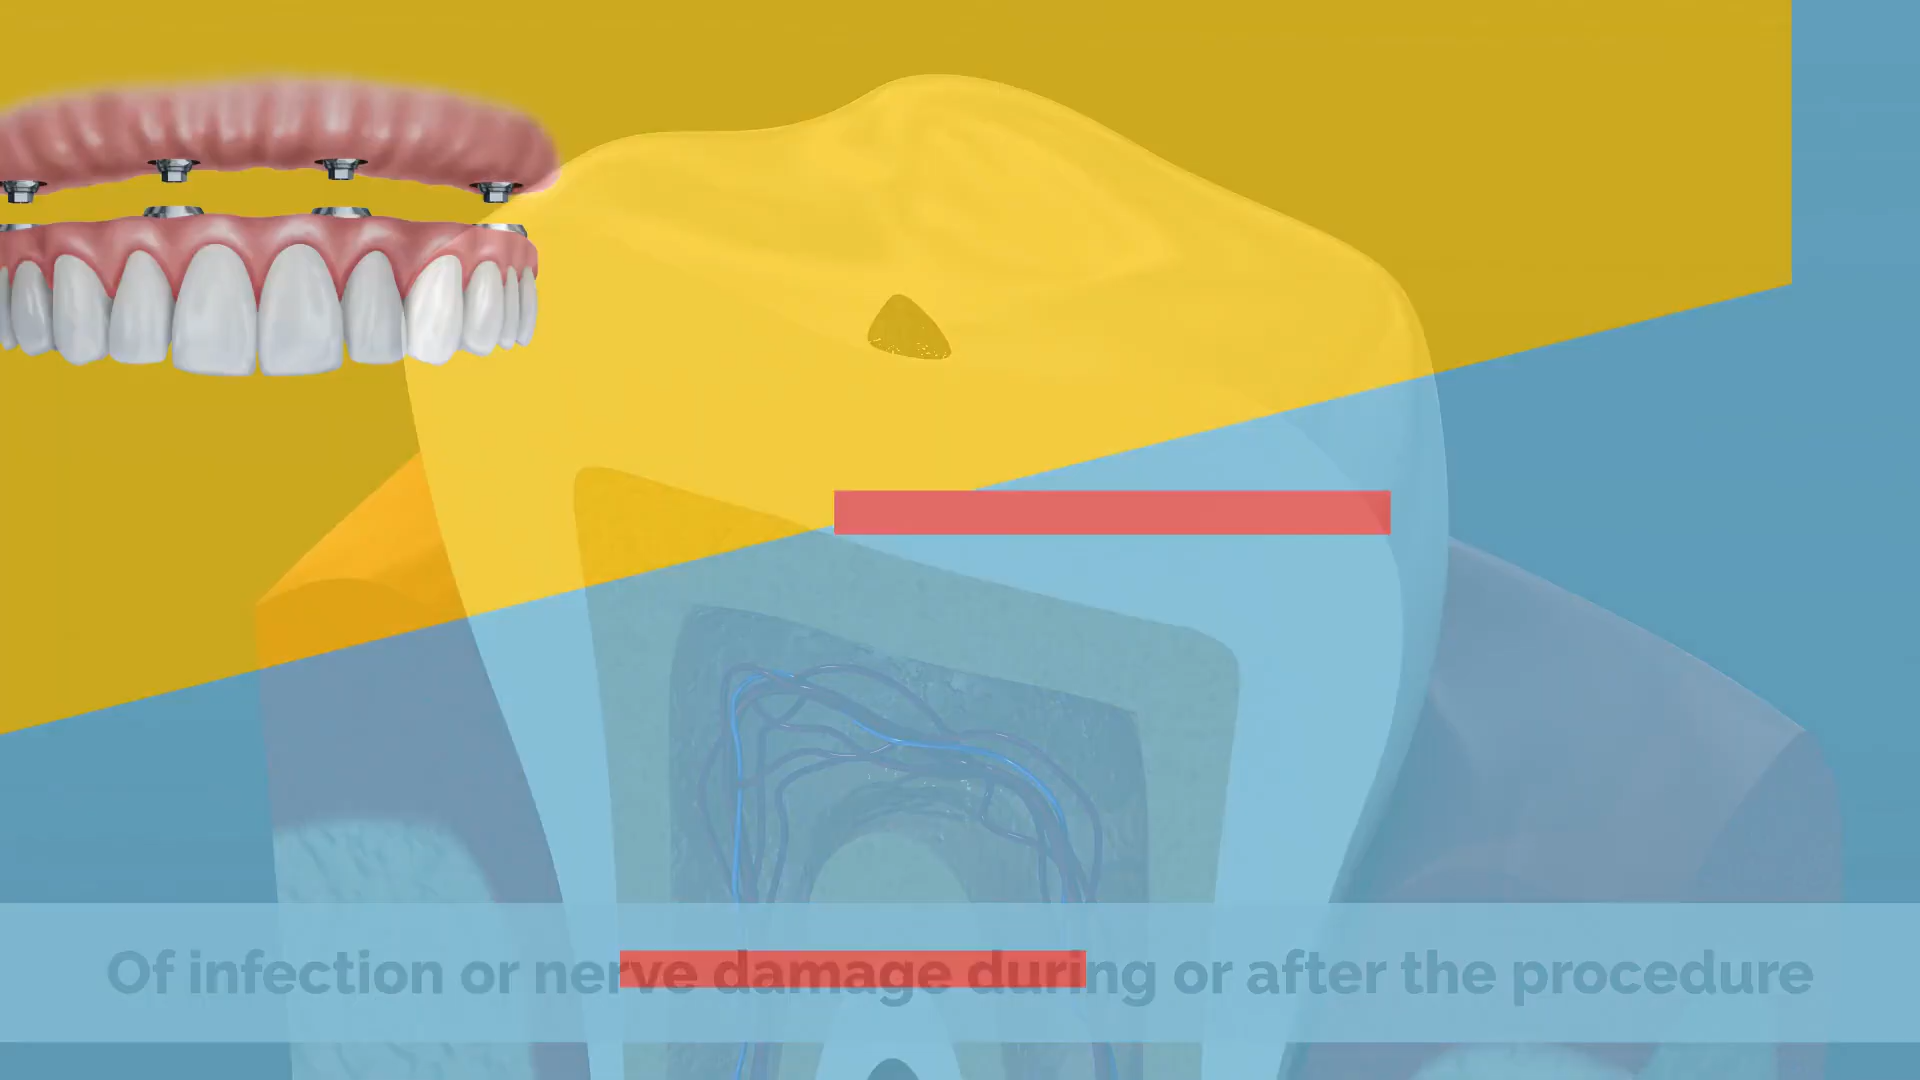 Of infection or nerve damage during or after the procedure